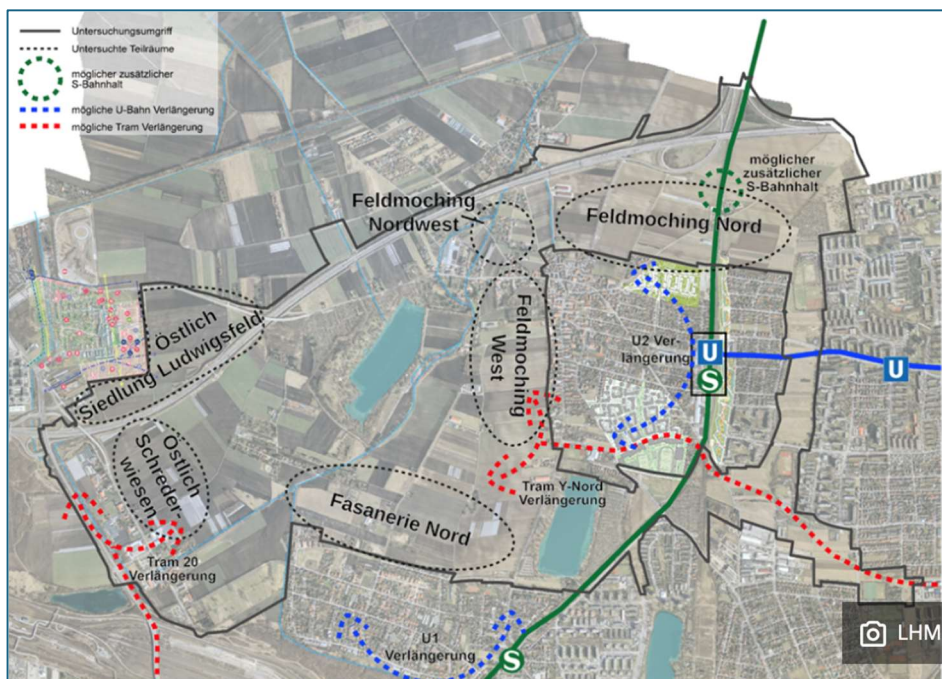 Untersuchungsumgriff
Untersuchte Teilräume
möglicher zusätzlicher
S-Bahnhalt
mögliche U-Bahn Verlängerung
mögliche Tram Verlängerung
möglicher
zusätzlicher
S-Bahnhalt
Feldmoching
Nordwest
Feldmoching Nord
Östlich
Siedlung Ludwigsfeld
Feldmoching
West
U2 Ver-
längerung
U
S
U
Östlich
Schreder-
wiesen
Tram Y-Nord
Verlängerung
Fasanerie Nord
Tram 20
Verlängerung
U1
Verlängerung
S
LHM